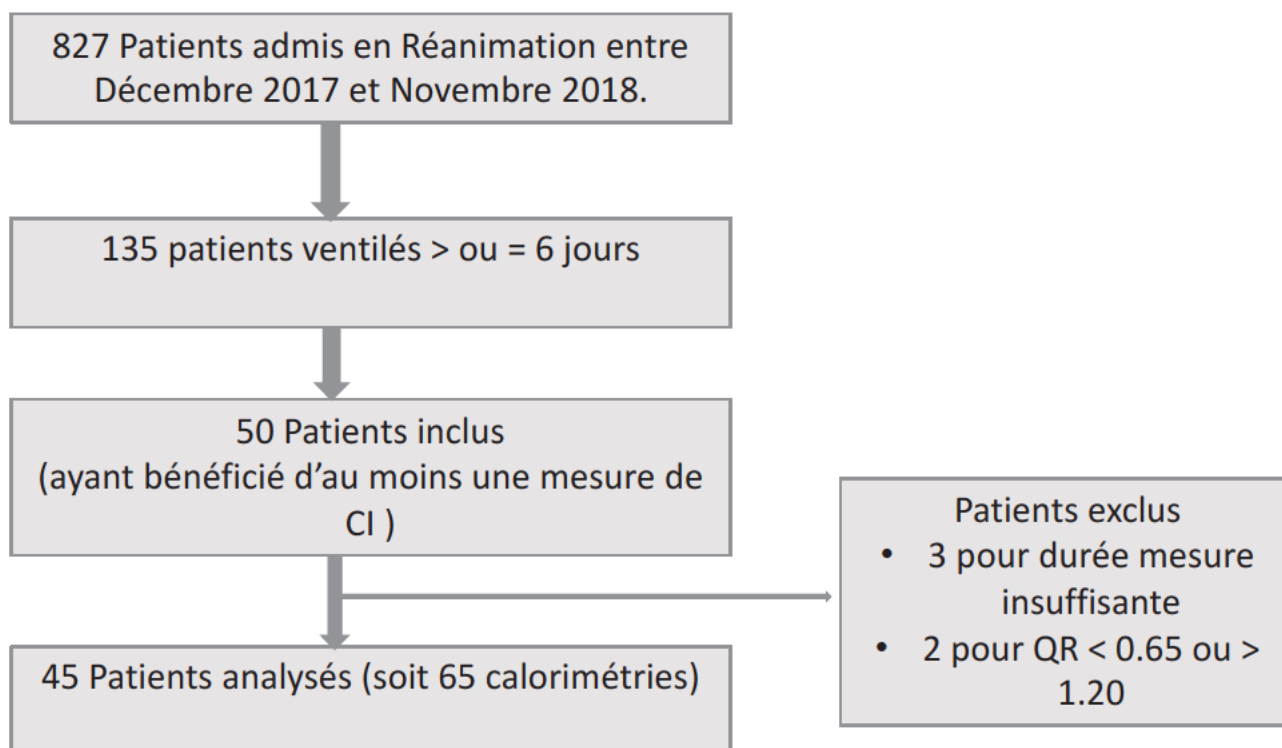 827 Patients admis en Réanimation entre
Décembre 2017 et Novembre 2018.
135 patients ventilés > ou = 6 jours
50 Patients inclus
(ayant bénéficié d'au moins une mesure de
CI )
Patients exclus
• 3 pour durée mesure
insuffisante
• 2 pour QR < 0.65 ou >
1.20
45 Patients analysés (soit 65 calorimétries)